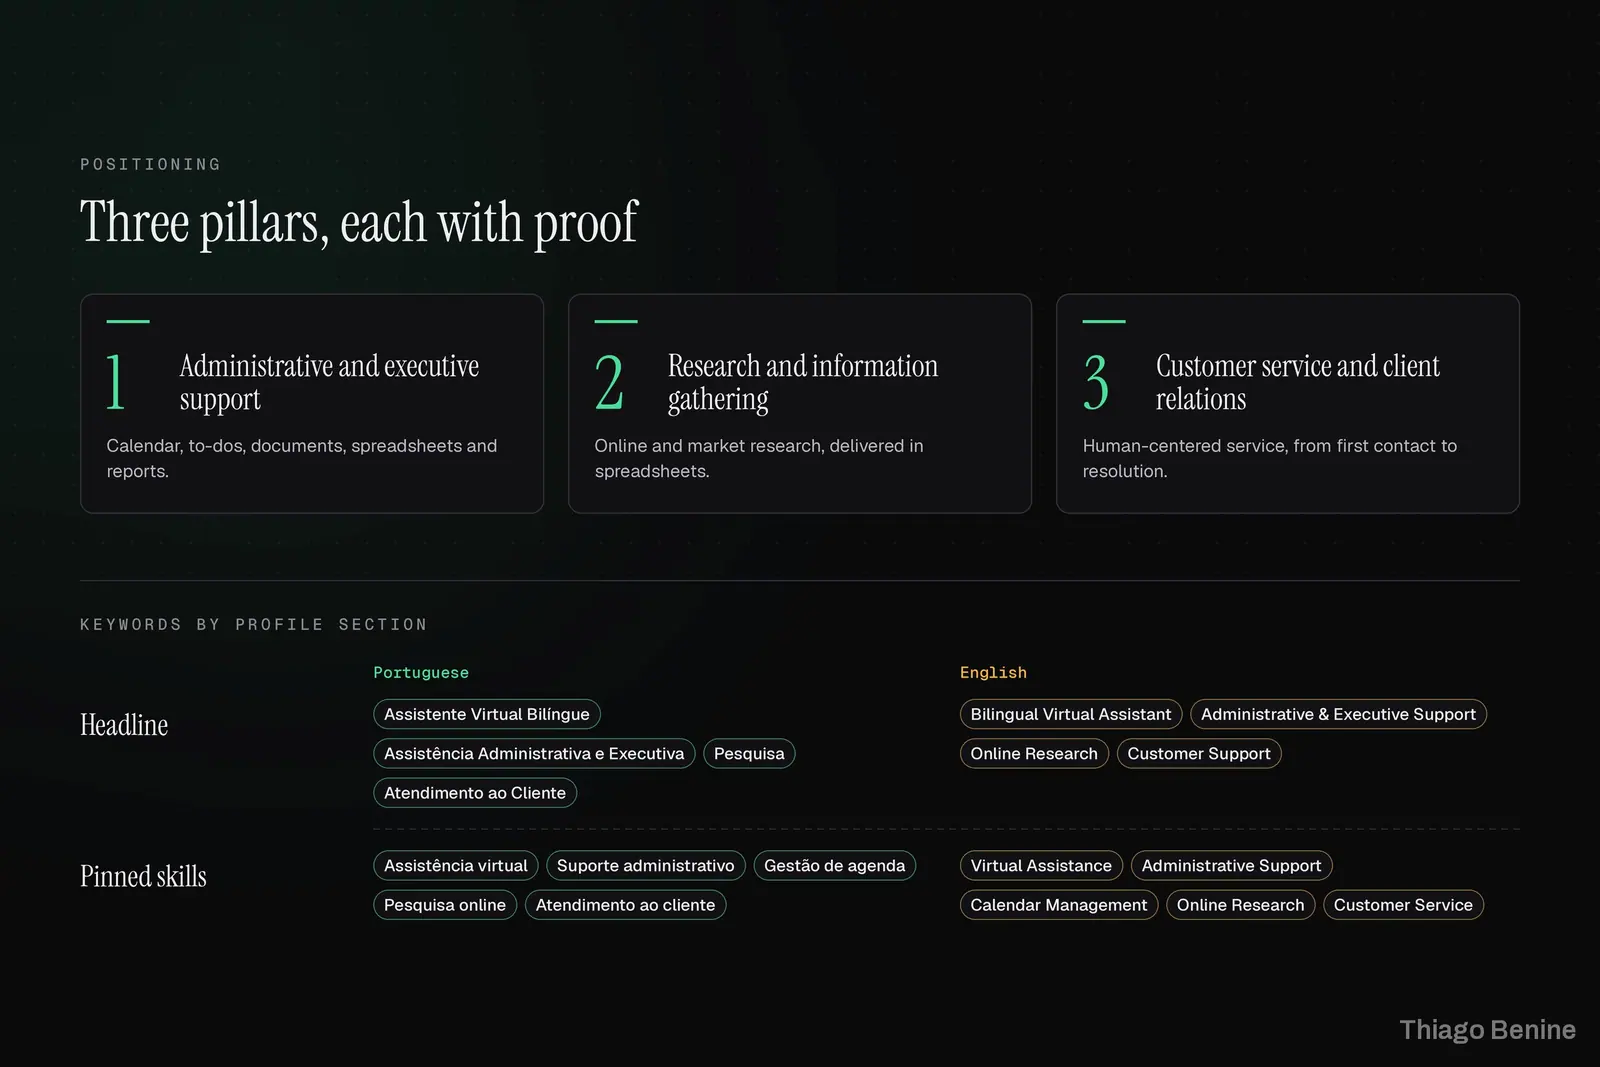 POSITIONING
Three pillars, each with proof
1
Administrative and executive
support
Calendar, to-dos, documents, spreadsheets and
reports.
2
Research and information
gathering
Online and market research, delivered in
spreadsheets.
3
Customer service and client
relations
Human-centered service, from first contact to
resolution.
KEYWORDS BY PROFILE SECTION
Portuguese
English
Headline
Assistente Virtual Bilíngue
Assistência Administrativa e Executiva
Pesquisa
Atendimento ao Cliente
Bilingual Virtual Assistant
Administrative & Executive Support
Online Research
Customer Support
Pinned skills
Assistência virtual
Suporte administrativo
Gestão de agenda
Pesquisa online
Atendimento ao cliente
Virtual Assistance
Administrative Support
Calendar Management
Online Research
Customer Service
Thiago Benine